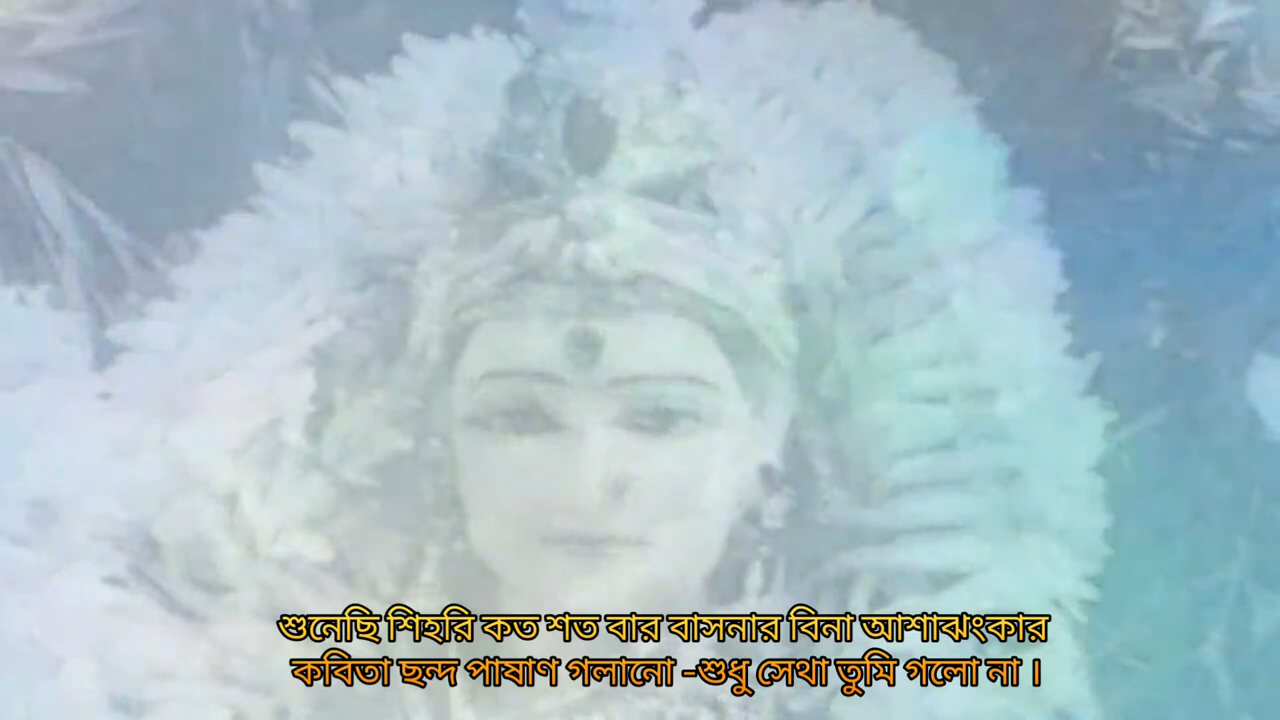 শুনেছি শিহরি কত শত বার বাসনার বিনা আশাঝংকার
কবিতা ছন্দ পাষাণ গলানো -শুধু সেথা তুমি গলো না ।